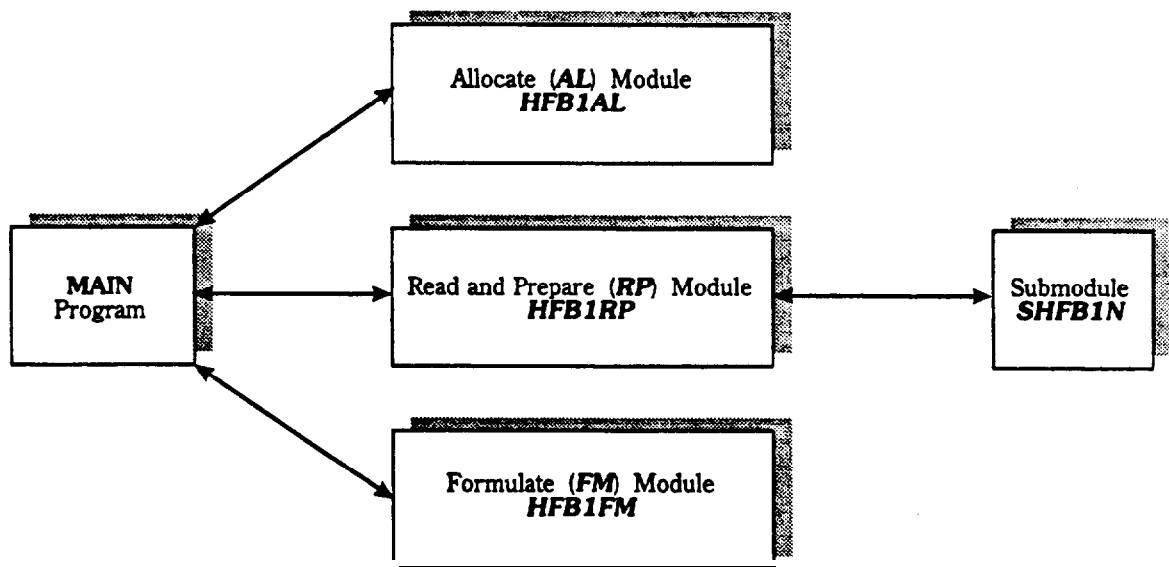 Allocate (AL) Module
HFB1AL
MAIN
Program
Read and Prepare (RP) Module
HFB1RP
Submodule
SHFB1N
Formulate (FM) Module
HFB1FM